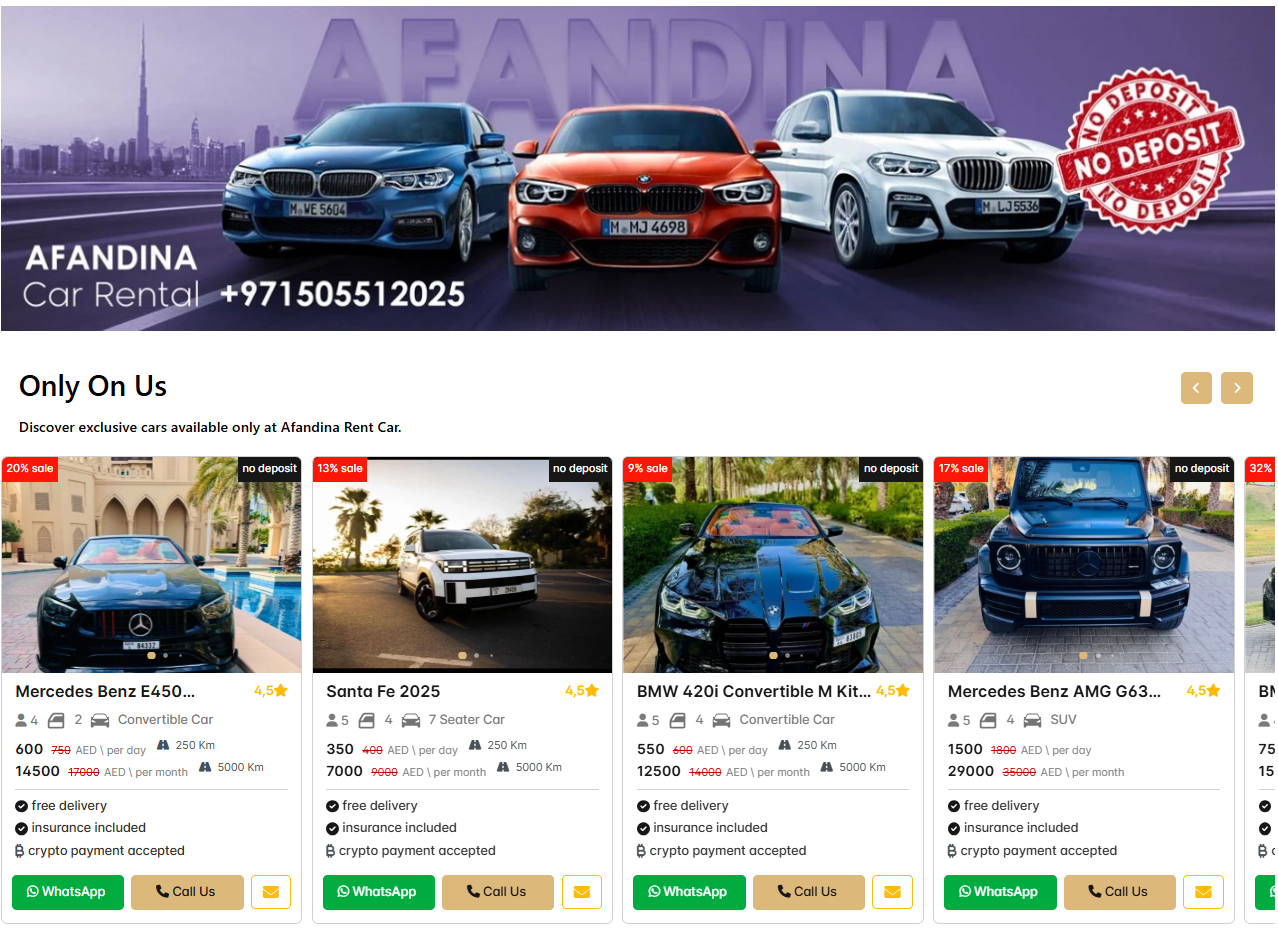 AFANDINA
NO DEPOSIT
NO DEPOSIT
NO DEPOSIT
M WE 5604
M MJ 4698
M LJ 5536
AFANDINA
Car Rental +971505512025
Only On Us
Discover exclusive cars available only at Afandina Rent Car.
20% sale
no deposit
Mercedes Benz E450...
4,5
4 2 Convertible Car
600 750 AED \ per day 250 Km
14500 17000 AED \ per month 5000 Km
free delivery
insurance included
crypto payment accepted
WhatsApp
Call Us
13% sale
no deposit
Santa Fe 2025
4,5
5 4 7 Seater Car
350 400 AED \ per day 250 Km
7000 9000 AED \ per month 5000 Km
free delivery
insurance included
crypto payment accepted
WhatsApp
Call Us
9% sale
no deposit
BMW 420i Convertible M Kit...
4,5
5 4 Convertible Car
550 600 AED \ per day 250 Km
12500 14000 AED \ per month 5000 Km
free delivery
insurance included
crypto payment accepted
WhatsApp
Call Us
17% sale
no deposit
Mercedes Benz AMG G63...
4,5
5 4 SUV
1500 1800 AED \ per day
29000 35000 AED \ per month
free delivery
insurance included
crypto payment accepted
WhatsApp
Call Us
32%